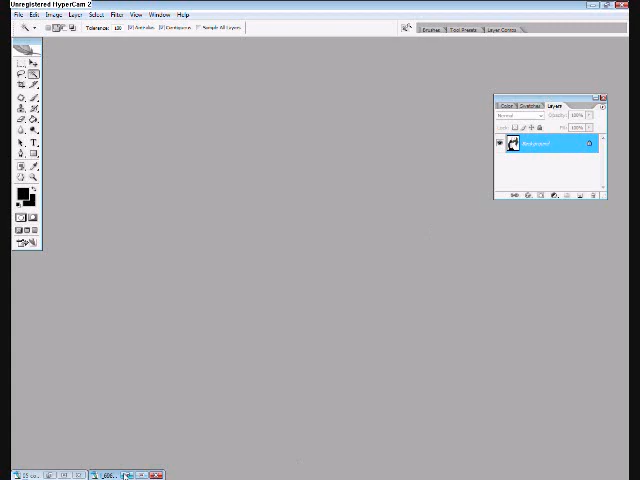 Unregistered HyperCam 2
File Edit Image Layer Select Filter View Window Help
Tolerance: 100 Anti-alias Contiguous Sample All Layers Brushes Tool Presets Layer Comps
Color Swatches Layers
Normal Opacity: 100%
Lock: Fill: 100%
Background